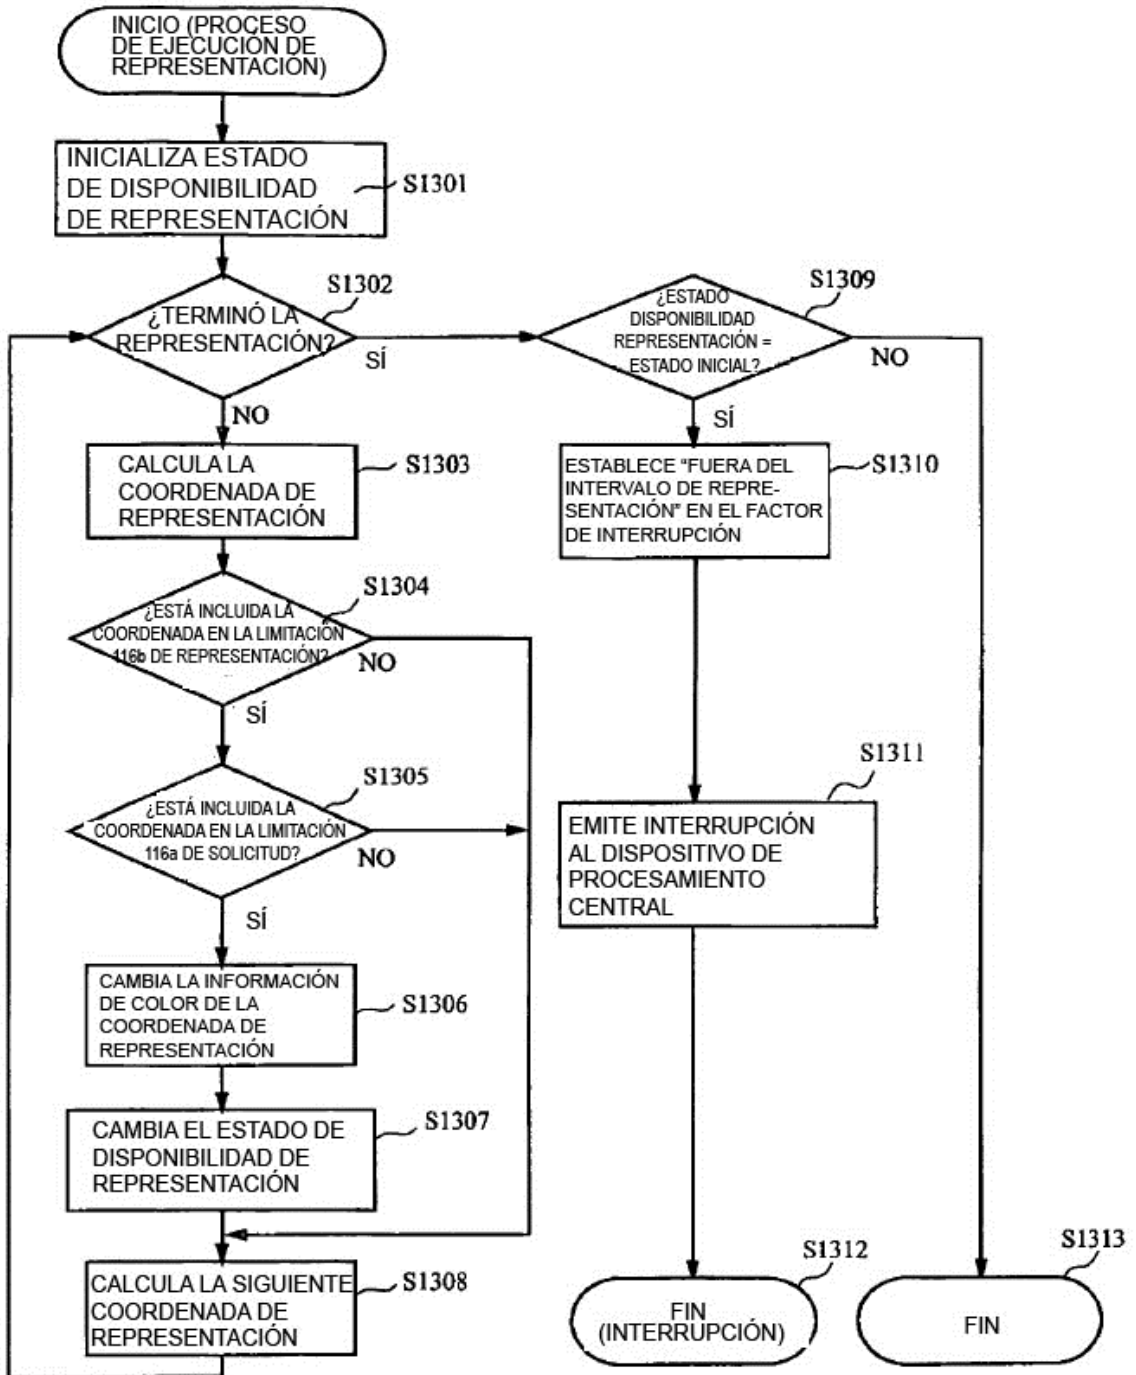 INICIO (PROCESO
DE EJECUCIÓN DE
REPRESENTACIÓN)
INICIALIZA ESTADO
DE DISPONIBILIDAD
DE REPRESENTACIÓN
S1301
¿TERMINÓ LA
REPRESENTACIÓN?
S1302
SÍ
NO
CALCULA LA
COORDENADA DE
REPRESENTACIÓN
S1303
¿ESTÁ INCLUIDA LA
COORDENADA EN LA LIMITACIÓN
116b DE REPRESENTACIÓN?
S1304
NO
SÍ
¿ESTÁ INCLUIDA LA
COORDENADA EN LA LIMITACIÓN
116a DE SOLICITUD?
S1305
NO
SÍ
CAMBIA LA INFORMACIÓN
DE COLOR DE LA
COORDENADA DE
REPRESENTACIÓN
S1306
CAMBIA EL ESTADO DE
DISPONIBILIDAD DE
REPRESENTACIÓN
S1307
CALCULA LA SIGUIENTE
COORDENADA DE
REPRESENTACIÓN
S1308
¿ESTADO
DISPONIBILIDAD
REPRESENTACIÓN =
ESTADO INICIAL?
S1309
NO
SÍ
ESTABLECE “FUERA DEL
INTERVALO DE REPRE-
SENTACIÓN” EN EL FACTOR
DE INTERRUPCIÓN
S1310
EMITE INTERRUPCIÓN
AL DISPOSITIVO DE
PROCESAMIENTO
CENTRAL
S1311
FIN
(INTERRUPCIÓN)
S1312
FIN
S1313